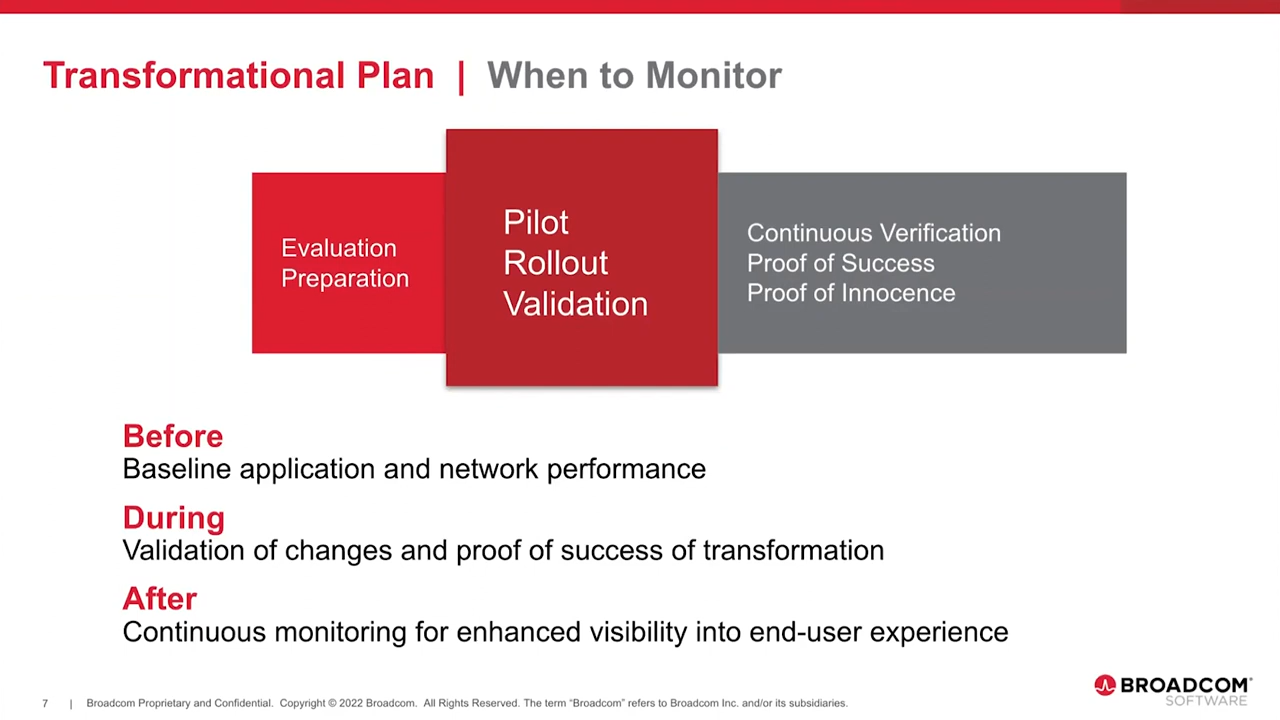 Transformational Plan | When to Monitor
Evaluation
Preparation
Pilot
Rollout
Validation
Continuous Verification
Proof of Success
Proof of Innocence
Before
Baseline application and network performance
During
Validation of changes and proof of success of transformation
After
Continuous monitoring for enhanced visibility into end-user experience
7 | Broadcom Proprietary and Confidential. Copyright © 2022 Broadcom. All Rights Reserved. The term “Broadcom” refers to Broadcom Inc. and/or its subsidiaries.
BROADCOM®
SOFTWARE